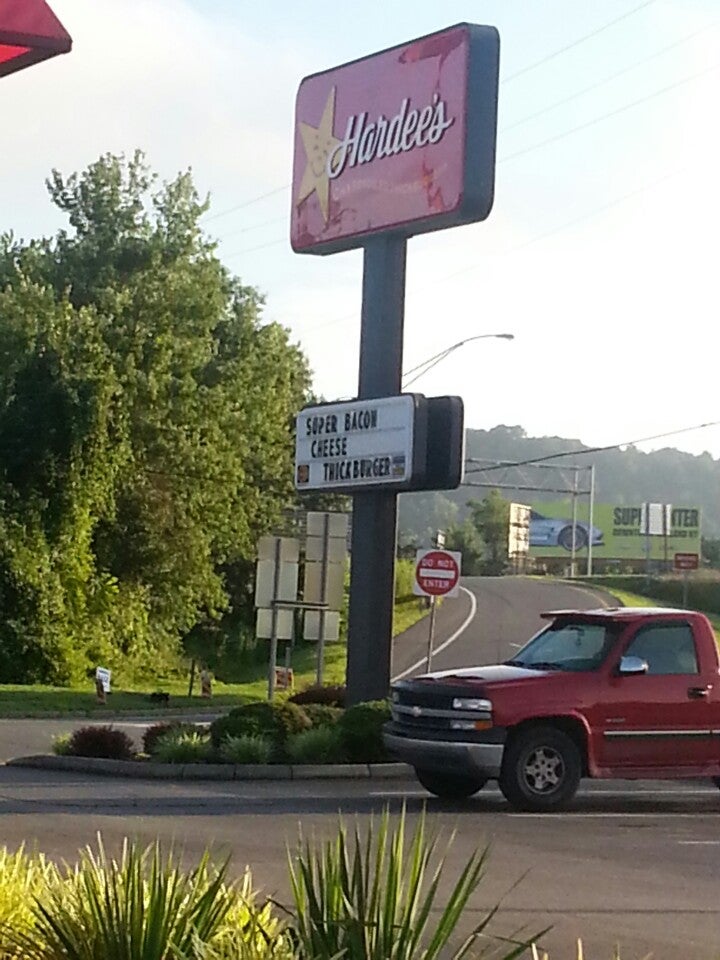 Hardee's
SUPER BACON
CHEESE
THICKBURGER
DO NOT
ENTER